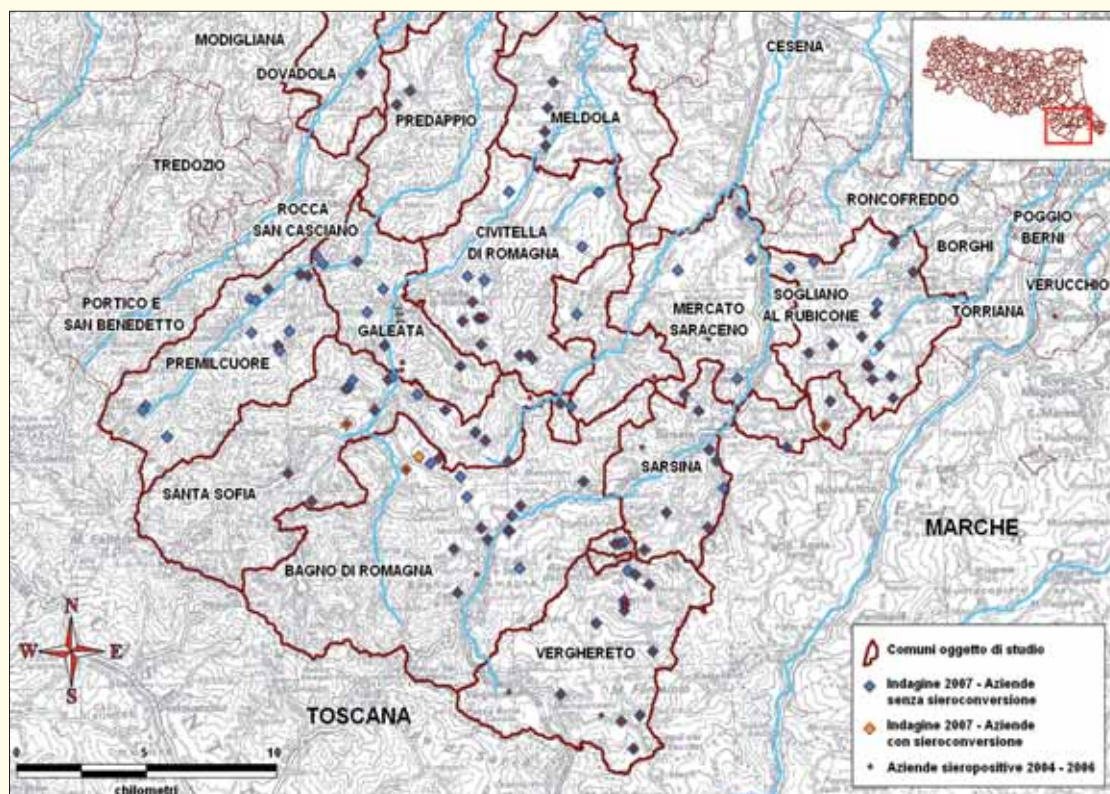 MODIGLIANA
CESENA
DOVADOLA
PREDAPPIO
MELDOLA
TREDOZIO
ROCCA
SAN CASCIANO
RONCOFREDDO
CIVITELLA
DI ROMAGNA
BORGHI
POGGIO
BERNI
VERUCCHIO
PORTICO E
SAN BENEDETTO
GALEATA
MERCATO
SARACENO
SOGLIANO
AL RUBICONE
TORRIANA
PREMILCUORE
SANTA SOFIA
SARSINA
MARCHE
BAGNO DI ROMAGNA
VERGHERETO
TOSCANA
N
W E
S
0 5 10
chilometri
Comuni oggetto di studio
Indagine 2007 - Aziende
senza sieroconversione
Indagine 2007 - Aziende
con sieroconversione
Aziende sieropositive 2004 - 2006